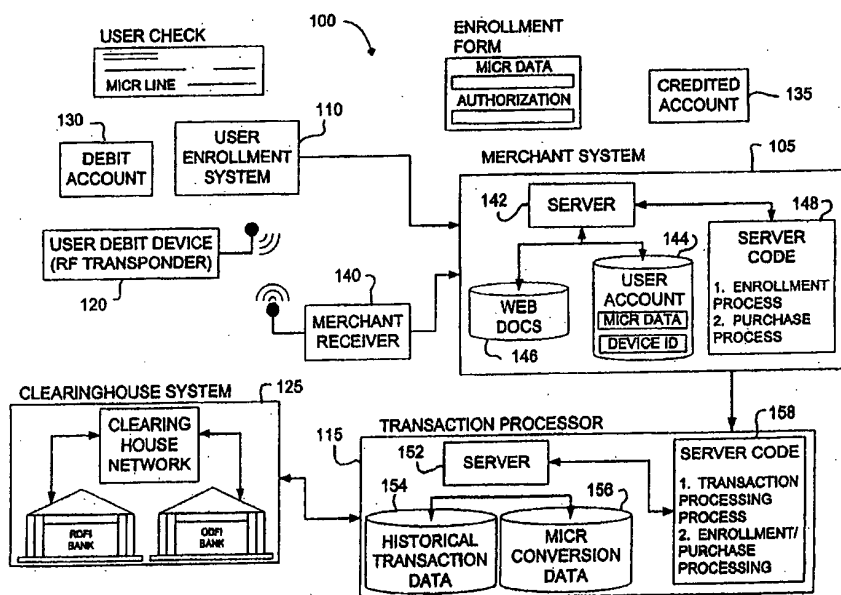 USER CHECK
MICR LINE
100
ENROLLMENT
FORM
MICR DATA
AUTHORIZATION
CREDITED
ACCOUNT
135
130
DEBIT
ACCOUNT
USER
ENROLLMENT
SYSTEM
110
MERCHANT SYSTEM
105
142
SERVER
148
SERVER
CODE
1. ENROLLMENT
PROCESS
2. PURCHASE
PROCESS
USER DEBIT DEVICE
(RF TRANSPONDER)
120
140
MERCHANT
RECEIVER
WEB
DOCS
146
144
USER
ACCOUNT
MICR DATA
DEVICE ID
CLEARINGHOUSE SYSTEM
125
CLEARING
HOUSE
NETWORK
RDFI
BANK
ODFI
BANK
TRANSACTION PROCESSOR
115
152
SERVER
154
HISTORICAL
TRANSACTION
DATA
156
MICR
CONVERSION
DATA
158
SERVER CODE
1. TRANSACTION
PROCESSING
PROCESS
2. ENROLLMENT/
PURCHASE
PROCESSING